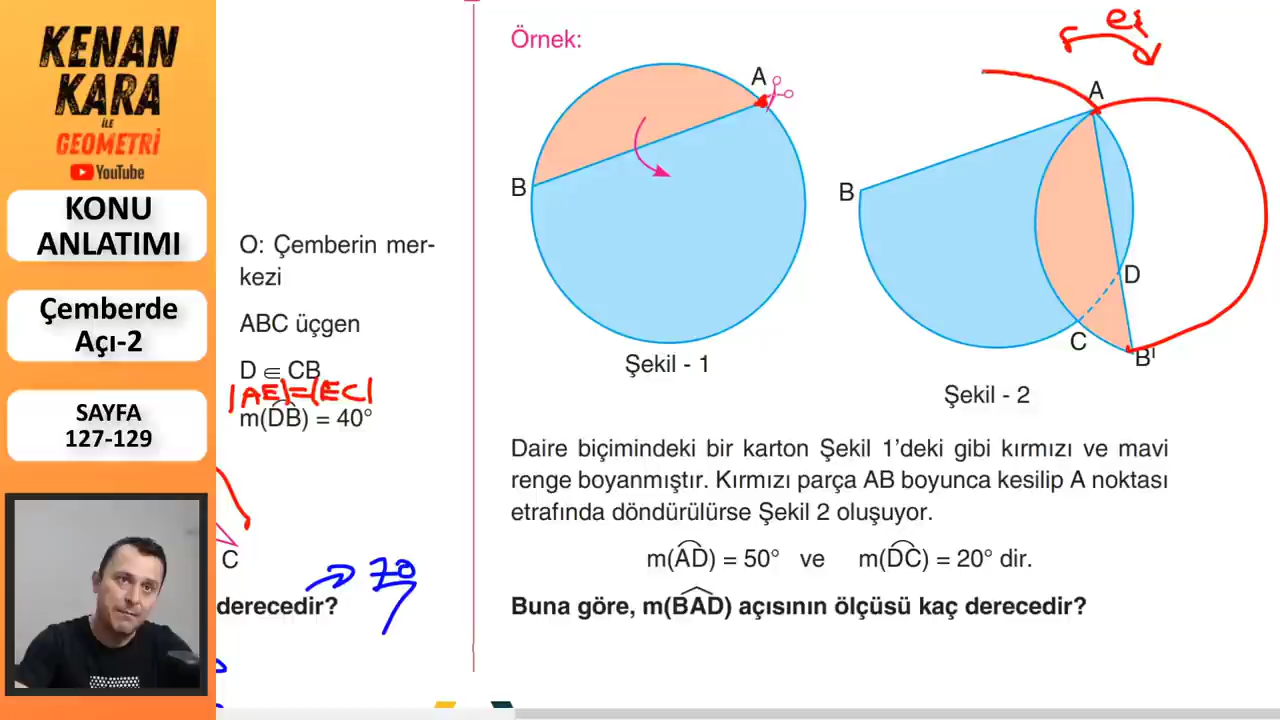 KENAN
KARA
İLE
GEOMETRİ
YouTube
KONU
ANLATIMI
Çemberde
Açı-2
SAYFA
127-129
O: Çemberin mer-
kezi
ABC üçgen
D ∈ CB
|AE|=|EC|
m(DB) = 40°
C
derecedir?
70
Örnek:
A
B
Şekil - 1
eş
A
B
D
C
B'
Şekil - 2
Daire biçimindeki bir karton Şekil 1'deki gibi kırmızı ve mavi
renge boyanmıştır. Kırmızı parça AB boyunca kesilip A noktası
etrafında döndürülürse Şekil 2 oluşuyor.
m(AD) = 50° ve m(DC) = 20° dir.
Buna göre, m(BAD) açısının ölçüsü kaç derecedir?